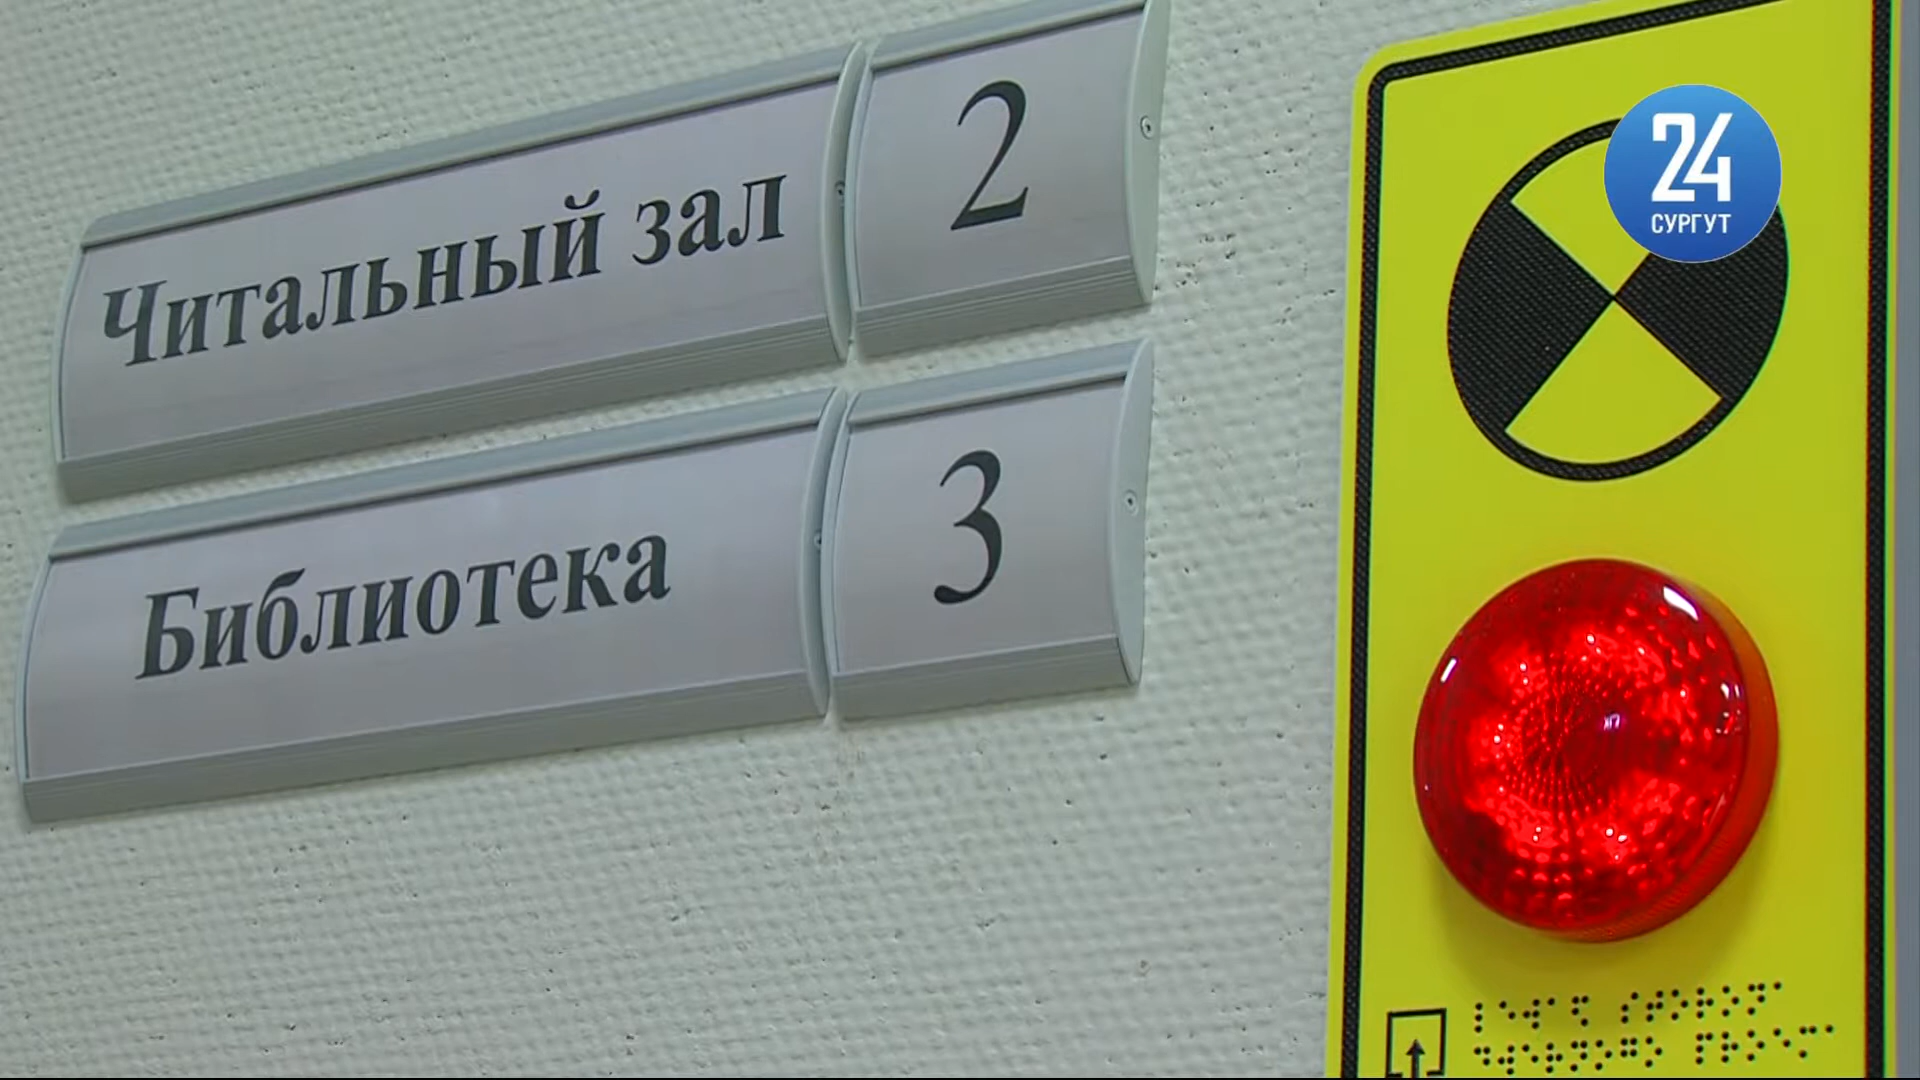 Читальный зал
2
Библиотека
3
24
СУРГУТ
⠇⠑⠺⠁⠫ ⠎⠞⠕⠗⠕⠝⠁
⠙⠺⠑⠗⠝⠕⠛⠕ ⠏⠗⠕⠑⠍⠁